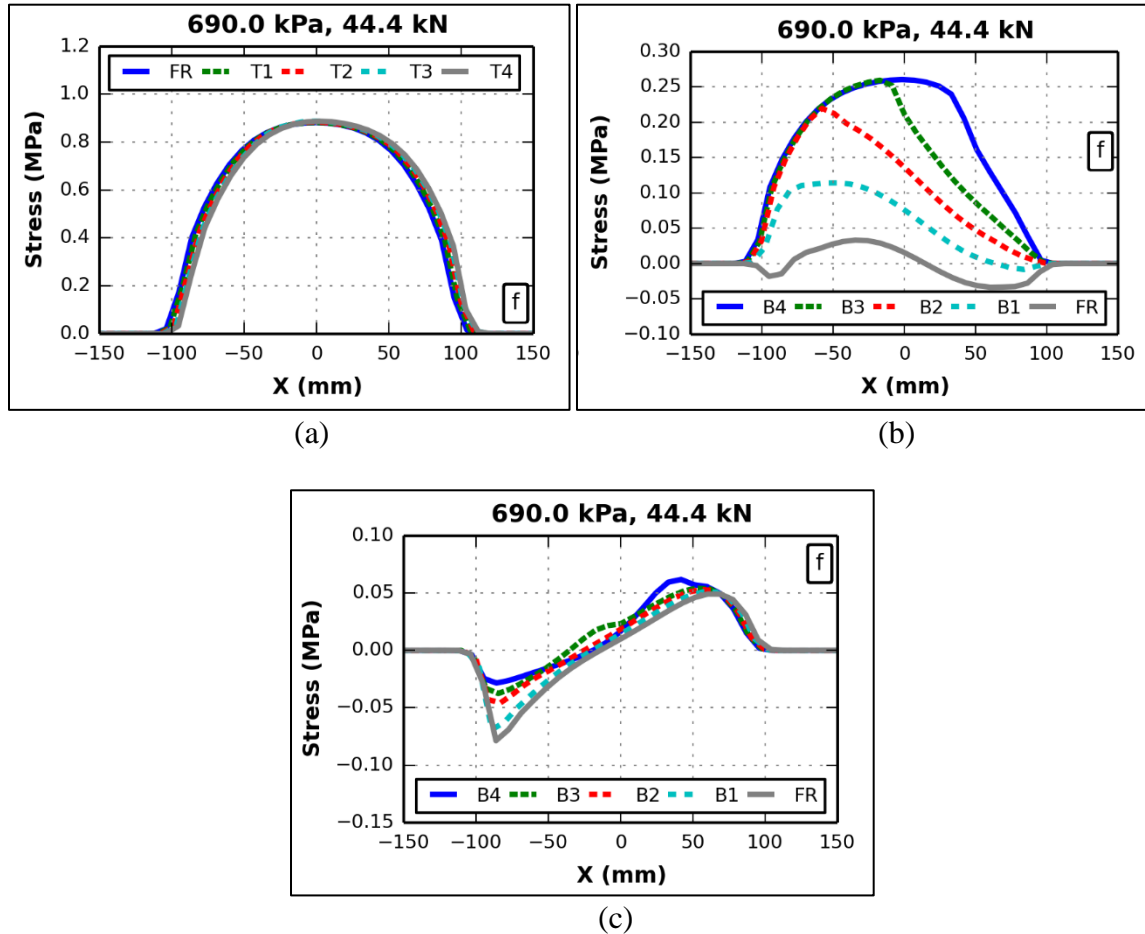 690.0 kPa, 44.4 kN
Stress (MPa)
1.2
1.0
0.8
0.6
0.4
0.2
0.0
FR T1 T2 T3 T4
f
−150 −100 −50 0 50 100 150
X (mm)
(a)
690.0 kPa, 44.4 kN
Stress (MPa)
0.30
0.25
0.20
0.15
0.10
0.05
0.00
−0.05
−0.10
f
B4 B3 B2 B1 FR
−150 −100 −50 0 50 100 150
X (mm)
(b)
690.0 kPa, 44.4 kN
Stress (MPa)
0.10
0.05
0.00
−0.05
−0.10
−0.15
f
B4 B3 B2 B1 FR
−150 −100 −50 0 50 100 150
X (mm)
(c)